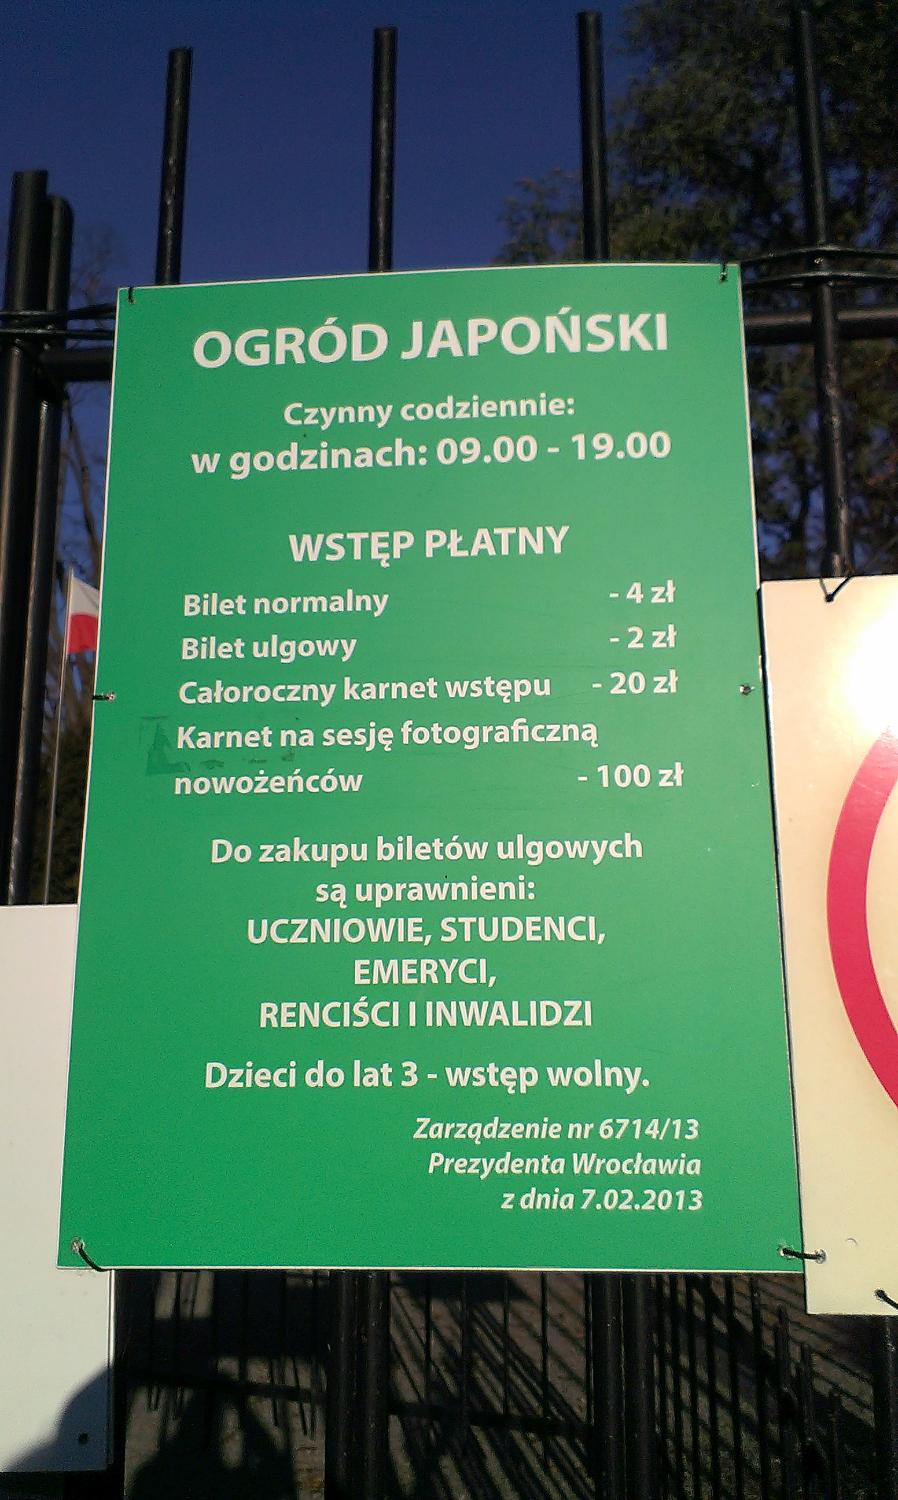 OGRÓD JAPOŃSKI
Czynny codziennie:
w godzinach: 09.00 - 19.00
WSTĘP PŁATNY
Bilet normalny - 4 zł
Bilet ulgowy - 2 zł
Całoroczny karnet wstępu - 20 zł
Karnet na sesję fotograficzną
nowożeńców - 100 zł
Do zakupu biletów ulgowych
są uprawnieni:
UCZNIOWIE, STUDENCI,
EMERYCI,
RENCIŚCI I INWALIDZI
Dzieci do lat 3 - wstęp wolny.
Zarządzenie nr 6714/13
Prezydenta Wrocławia
z dnia 7.02.2013